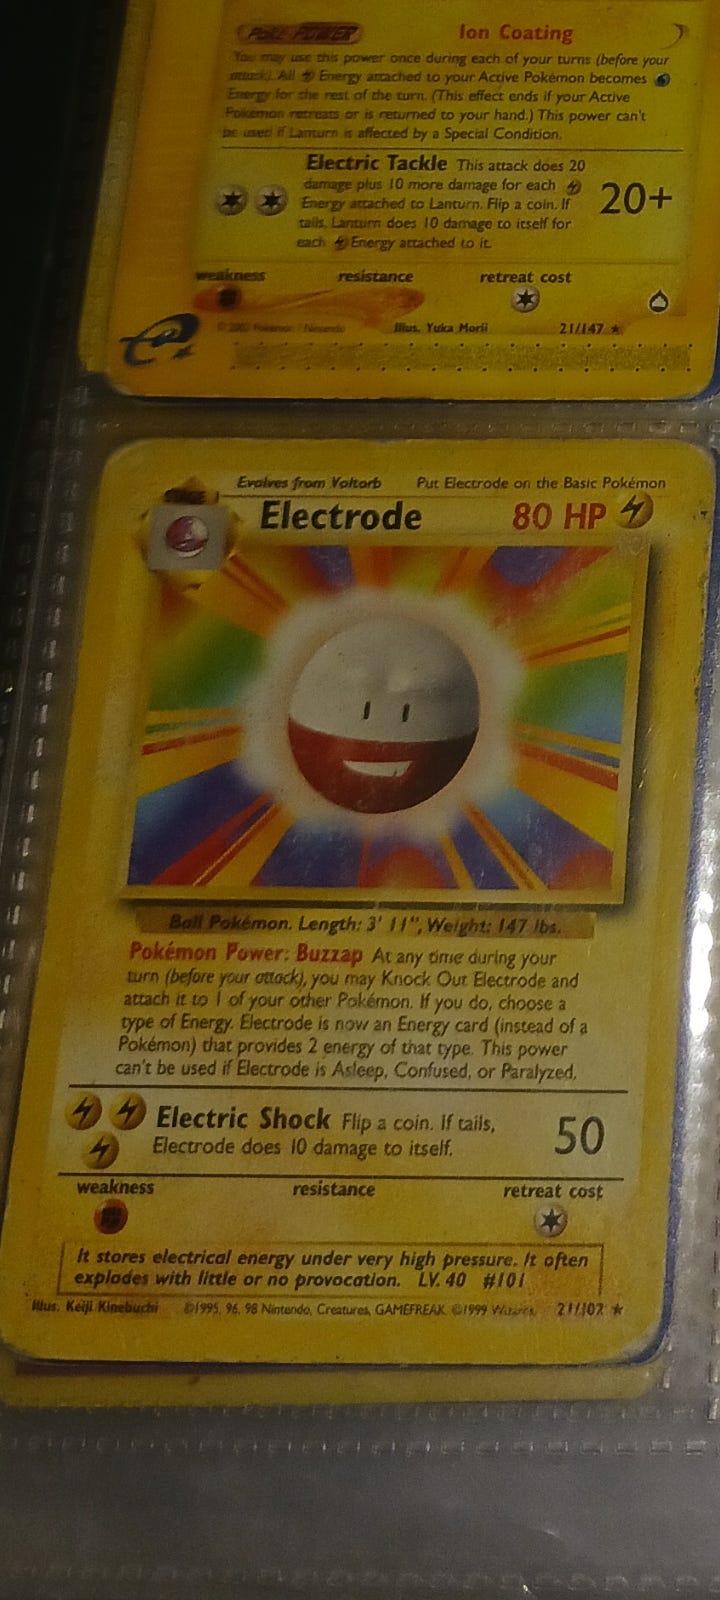 POKé-POWER Ion Coating
You may use this power once during each of your turns (before your
attack). All Energy attached to your Active Pokémon becomes
Energy for the rest of the turn. (This effect ends if your Active
Pokémon retreats or is returned to your hand.) This power can't
be used if Lanturn is affected by a Special Condition.
Electric Tackle This attack does 20
damage plus 10 more damage for each
Energy attached to Lanturn. Flip a coin. If
tails, Lanturn does 10 damage to itself for
each Energy attached to it.
20+
weakness resistance retreat cost
© 2002 Pokémon / Nintendo Illus. Yuka Morii 21/147
e
Evolves from Voltorb Put Electrode on the Basic Pokémon
STAGE 1
Electrode 80 HP
Ball Pokémon. Length: 3' 11", Weight: 147 lbs.
Pokémon Power: Buzzap At any time during your
turn (before your attack), you may Knock Out Electrode and
attach it to 1 of your other Pokémon. If you do, choose a
type of Energy. Electrode is now an Energy card (instead of a
Pokémon) that provides 2 energy of that type. This power
can't be used if Electrode is Asleep, Confused, or Paralyzed.
Electric Shock Flip a coin. If tails,
Electrode does 10 damage to itself.
50
weakness resistance retreat cost
It stores electrical energy under very high pressure. It often
explodes with little or no provocation. LV. 40 #101
Illus. Keiji Kinebuchi ©1995, 96, 98 Nintendo, Creatures, GAMEFREAK. ©1999 Wizards. 21/102